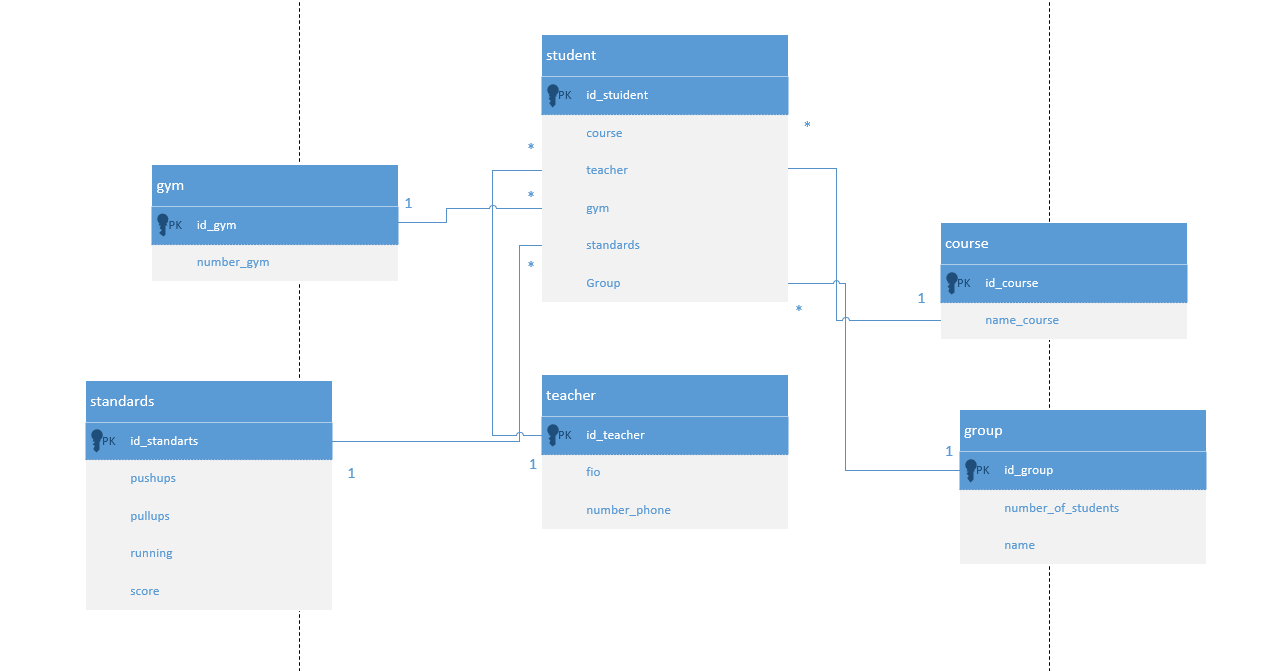 student
PK id_stuident
course
teacher
gym
standards
Group
*
*
*
*
*
gym
PK id_gym
number_gym
1
course
PK id_course
name_course
1
standards
PK id_standarts
pushups
pullups
running
score
1
teacher
PK id_teacher
fio
number_phone
1
group
PK id_group
number_of_students
name
1